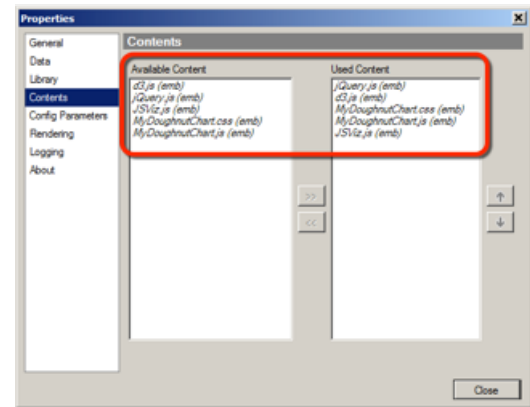 Properties
General
Data
Library
Contents
Config Parameters
Rendering
Logging
About
Contents
Available Content
d3.js (emb)
jQuery.js (emb)
JSViz.js (emb)
MyDoughnutChart.css (emb)
MyDoughnutChart.js (emb)
>>
<<
Used Content
jQuery.js (emb)
d3.js (emb)
MyDoughnutChart.css (emb)
MyDoughnutChart.js (emb)
JSViz.js (emb)
Close